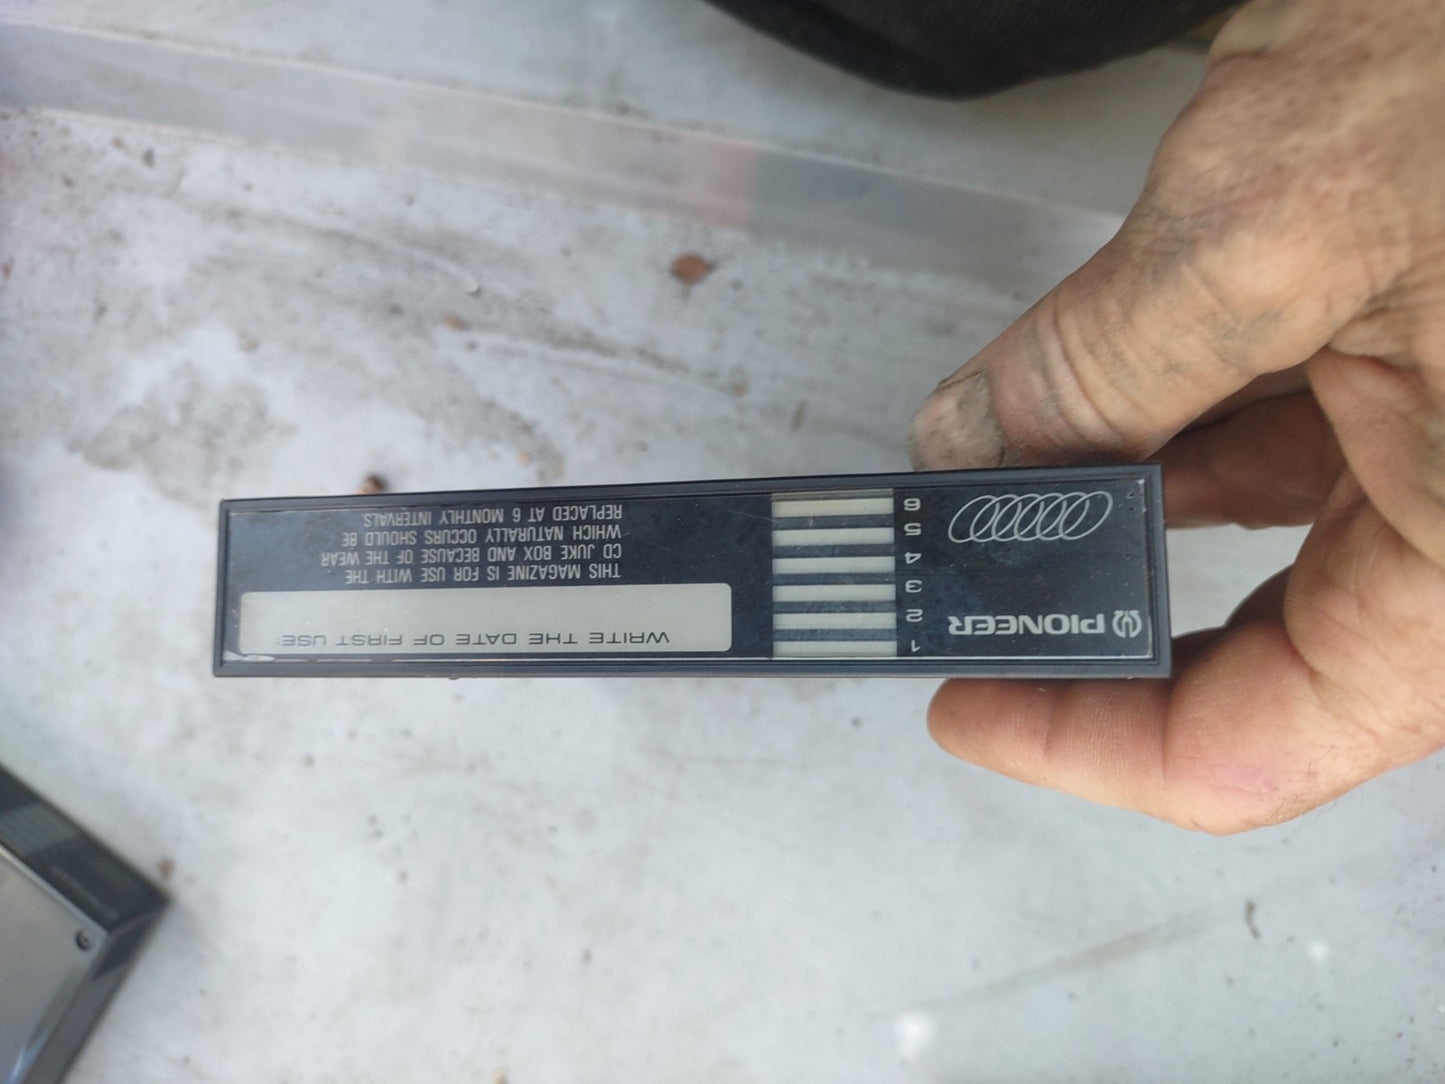 PIONEER
1
2
3
4
5
6
WRITE THE DATE OF FIRST USE:
THIS MAGAZINE IS FOR USE WITH THE
CD JUKE BOX AND BECAUSE OF THE WEAR
WHICH NATURALLY OCCURS SHOULD BE
REPLACED AT 6 MONTHLY INTERVALS